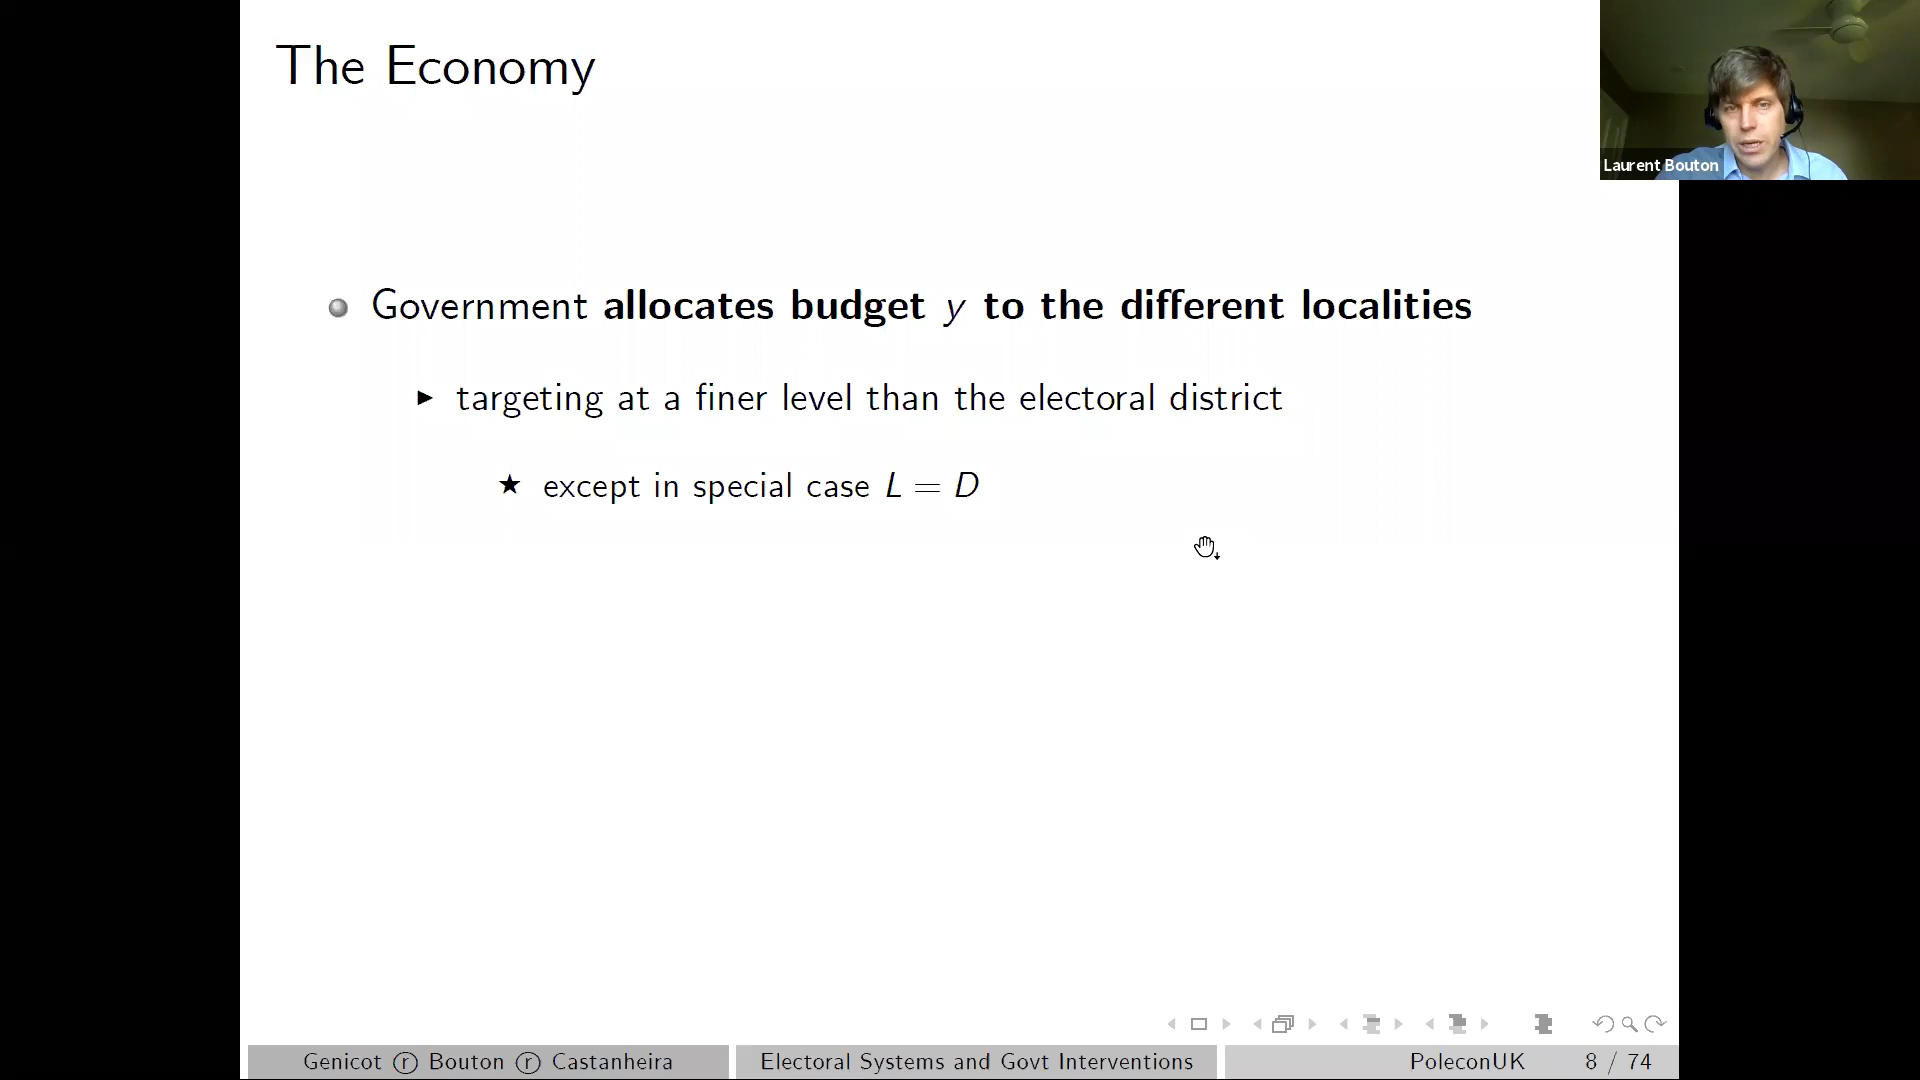 The Economy
Laurent Bouton
Government allocates budget y to the different localities
targeting at a finer level than the electoral district
except in special case L = D
Genicot ⓡ Bouton ⓡ Castanheira
Electoral Systems and Govt Interventions
PoleconUK
8 / 74